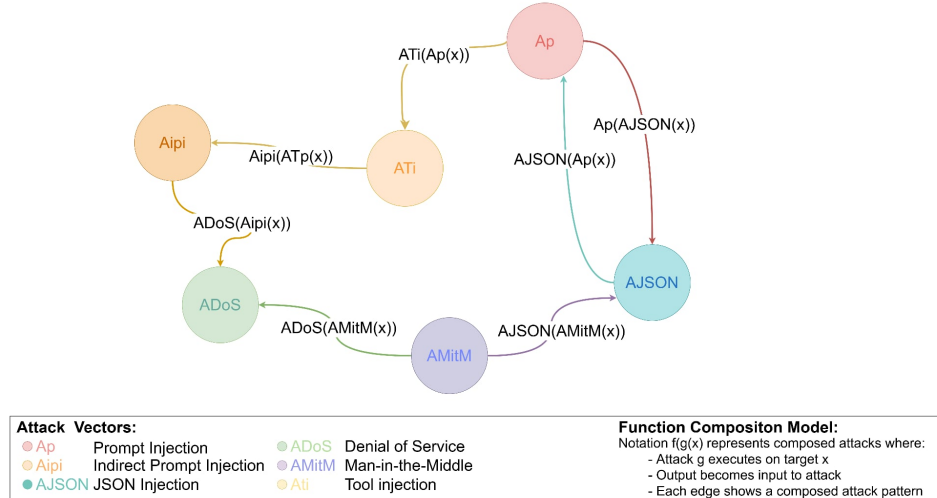 Ap
ATi(Ap(x))
Ap(AJSON(x))
Aipi
Aipi(ATp(x))
AJSON(Ap(x))
ATi
ADoS(Aipi(x))
AJSON
ADoS
ADoS(AMitM(x))
AJSON(AMitM(x))
AMitM
Attack Vectors:
Ap Prompt Injection
Aipi Indirect Prompt Injection
AJSON JSON Injection
ADoS Denial of Service
AMitM Man-in-the-Middle
Ati Tool injection
Function Compositon Model:
Notation f(g(x) represents composed attacks where:
- Attack g executes on target x
- Output becomes input to attack
- Each edge shows a composed attack pattern